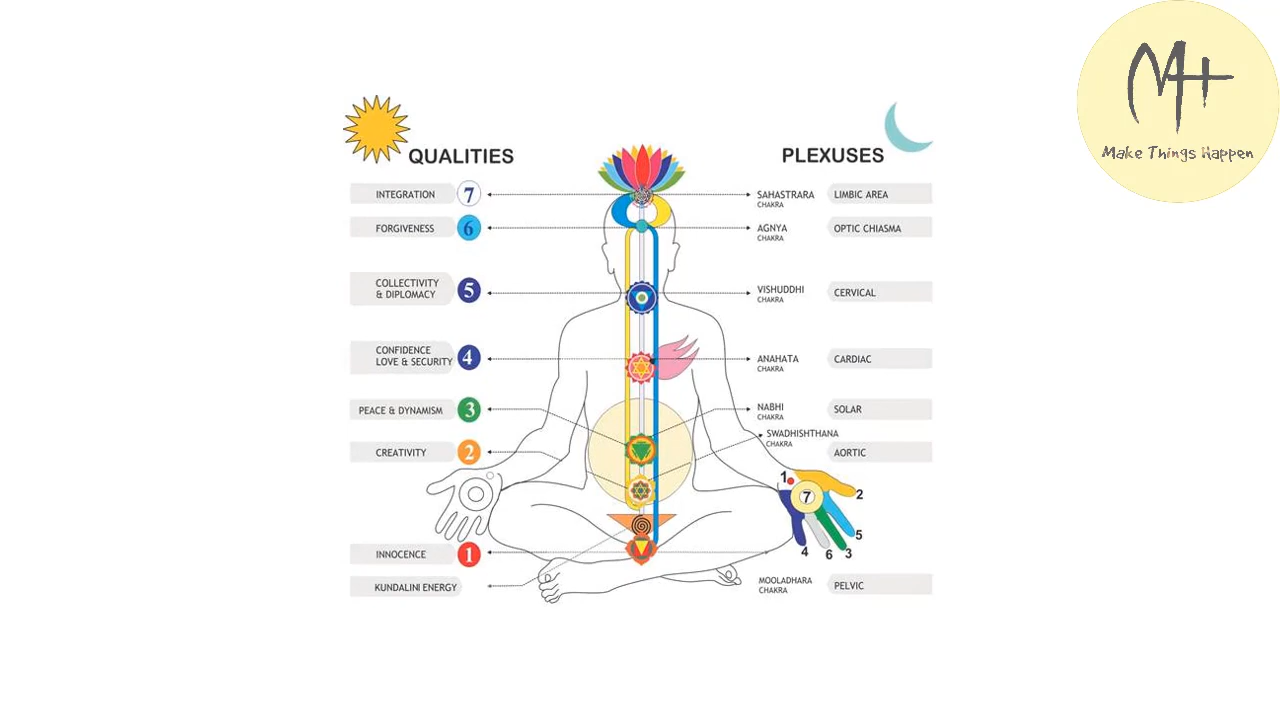 Make Things Happen
QUALITIES
PLEXUSES
INTEGRATION 7 SAHASTRARA LIMBIC AREA
CHAKRA
FORGIVENESS 6 AGNYA OPTIC CHIASMA
CHAKRA
COLLECTIVITY
& DIPLOMACY 5 VISHUDDHI CERVICAL
CHAKRA
CONFIDENCE
LOVE & SECURITY 4 ANAHATA CARDIAC
CHAKRA
PEACE & DYNAMISM 3 NABHI SOLAR
CHAKRA
SWADHISHTHANA
CHAKRA
CREATIVITY 2 AORTIC
1
7
2
5
4 6 3
INNOCENCE 1
KUNDALINI ENERGY
MOOLADHARA PELVIC
CHAKRA